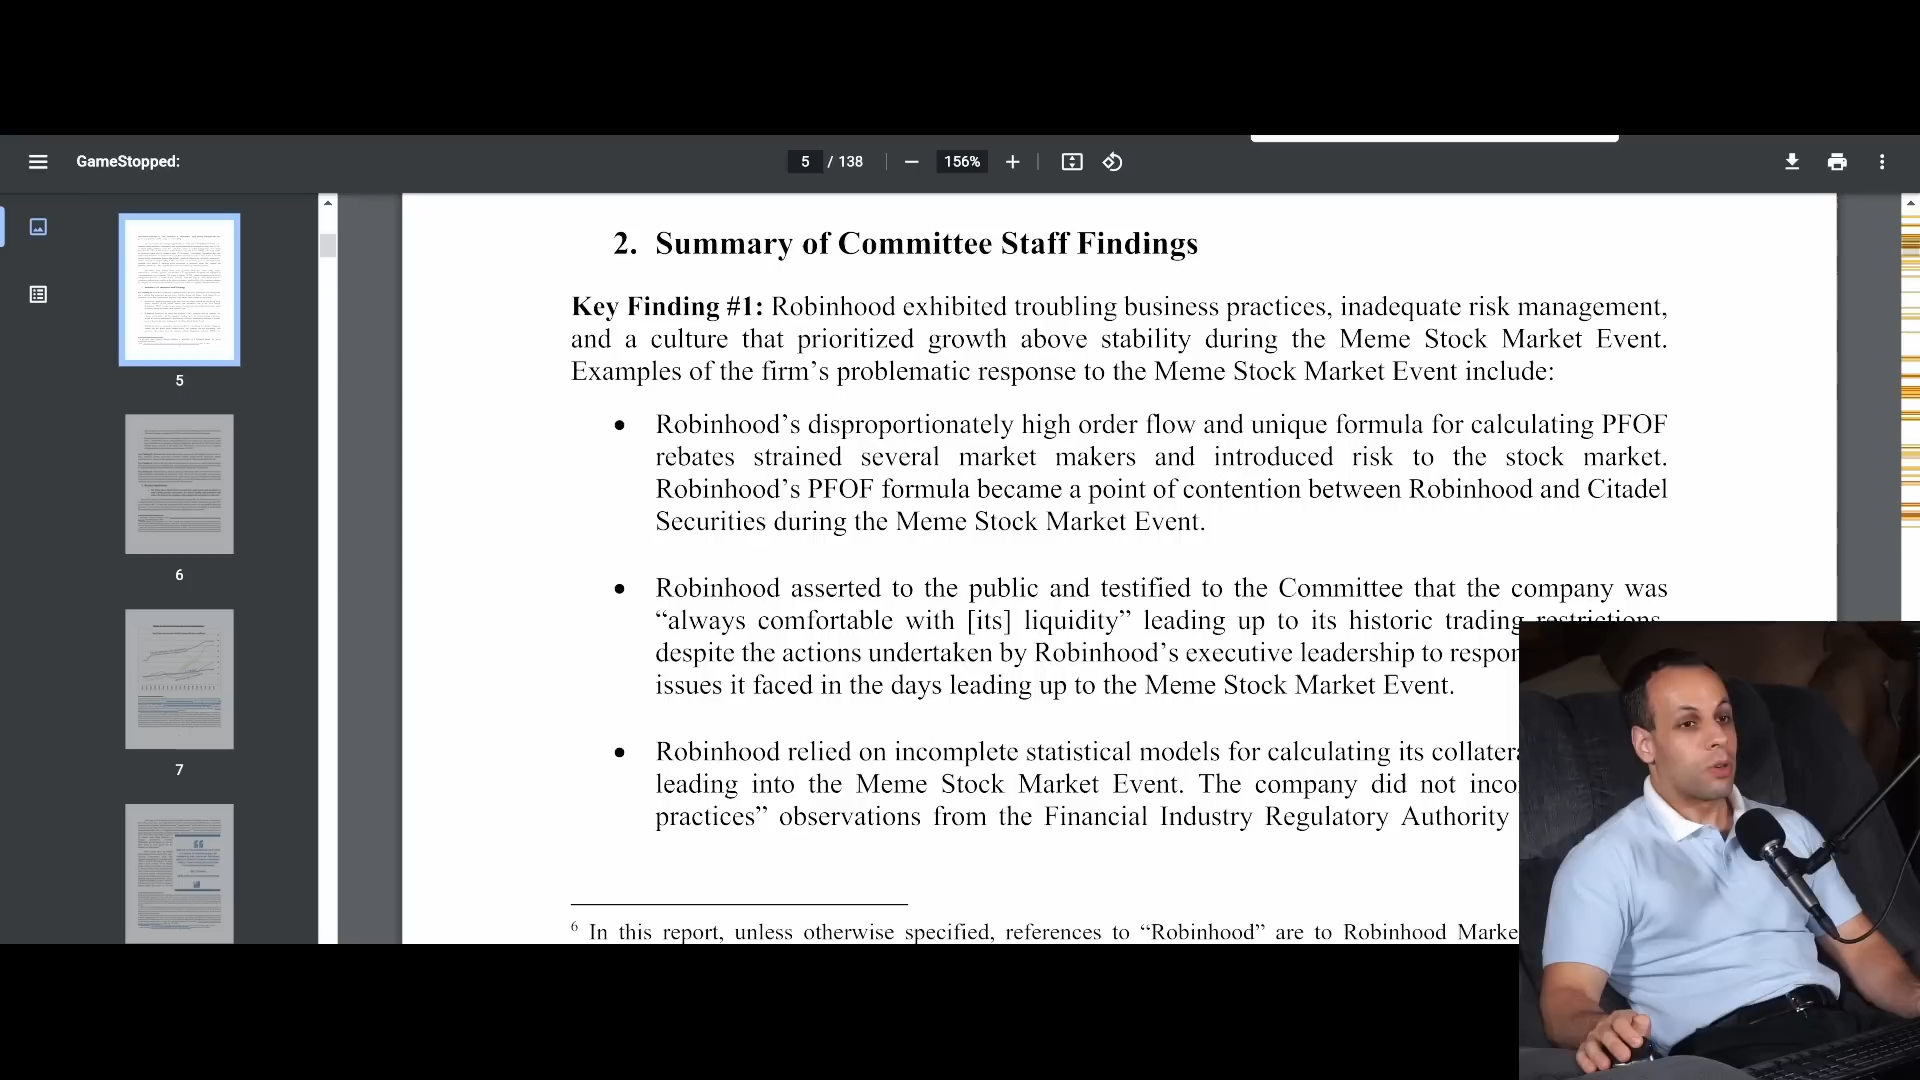 GameStopped:
5 / 138
156%
2. Summary of Committee Staff Findings
Key Finding #1: Robinhood exhibited troubling business practices, inadequate risk management,
and a culture that prioritized growth above stability during the Meme Stock Market Event.
Examples of the firm’s problematic response to the Meme Stock Market Event include:
• Robinhood’s disproportionately high order flow and unique formula for calculating PFOF
rebates strained several market makers and introduced risk to the stock market.
Robinhood’s PFOF formula became a point of contention between Robinhood and Citadel
Securities during the Meme Stock Market Event.
• Robinhood asserted to the public and testified to the Committee that the company was
“always comfortable with [its] liquidity” leading up to its historic trading restrictions,
despite the actions undertaken by Robinhood’s executive leadership to
issues it faced in the days leading up to the Meme Stock Market Event.
• Robinhood relied on incomplete statistical models for calculating its
leading into the Meme Stock Market Event. The company did not
practices” observations from the Financial Industry Regulatory Authority
6 In this report, unless otherwise specified, references to “Robinhood” are to Robinhood
5
6
7